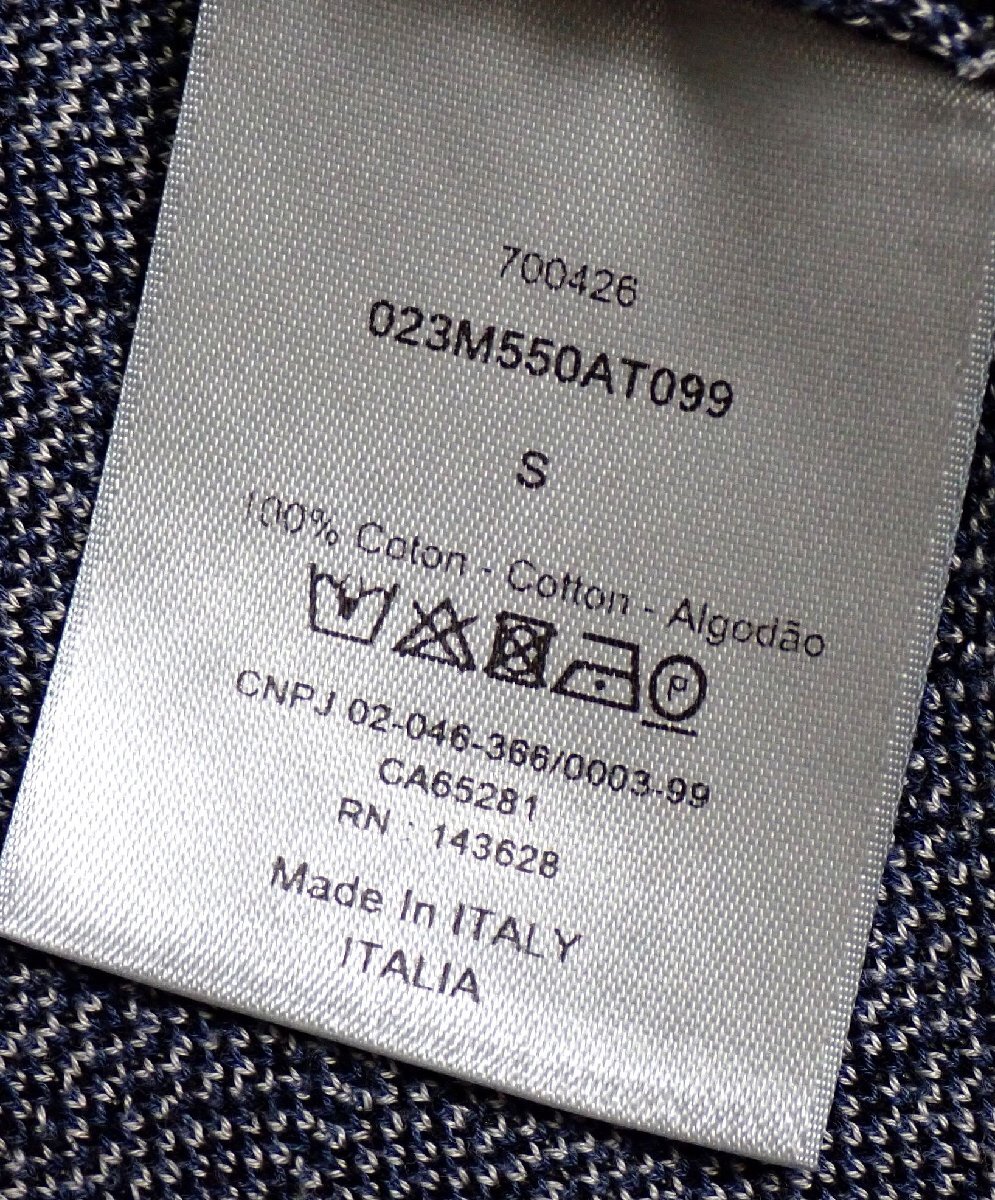 700426
023M550AT099
S
100% Coton - Cotton - Algodão
P
CNPJ 02-046-366/0003-99
CA65281
RN : 143628
Made In ITALY
ITALIA